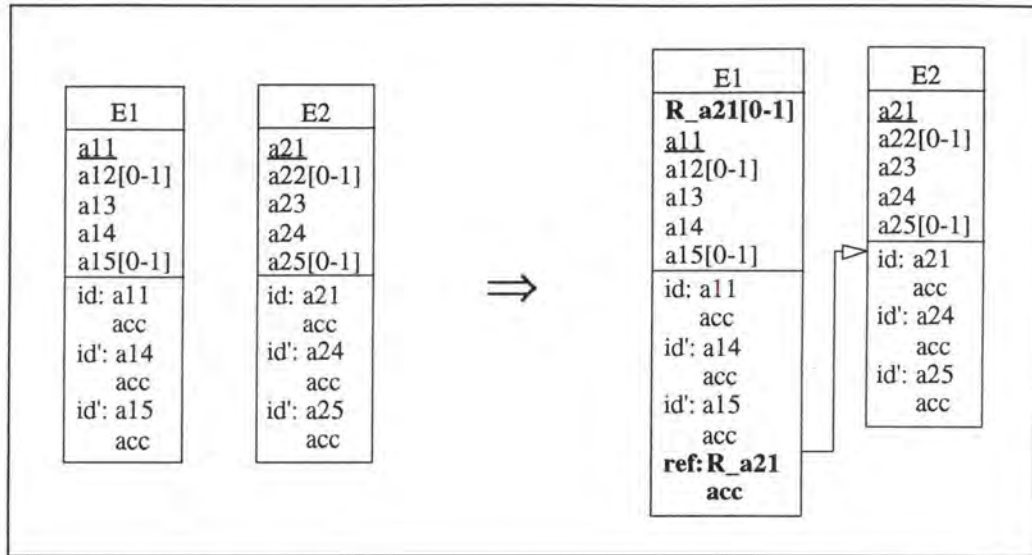 E1
a11
a12[0-1]
a13
a14
a15[0-1]
id: a11
acc
id': a14
acc
id': a15
acc
E2
a21
a22[0-1]
a23
a24
a25[0-1]
id: a21
acc
id': a24
acc
id': a25
acc
⇒
E1
R_a21[0-1]
a11
a12[0-1]
a13
a14
a15[0-1]
id: a11
acc
id': a14
acc
id': a15
acc
ref: R_a21
acc
E2
a21
a22[0-1]
a23
a24
a25[0-1]
id: a21
acc
id': a24
acc
id': a25
acc